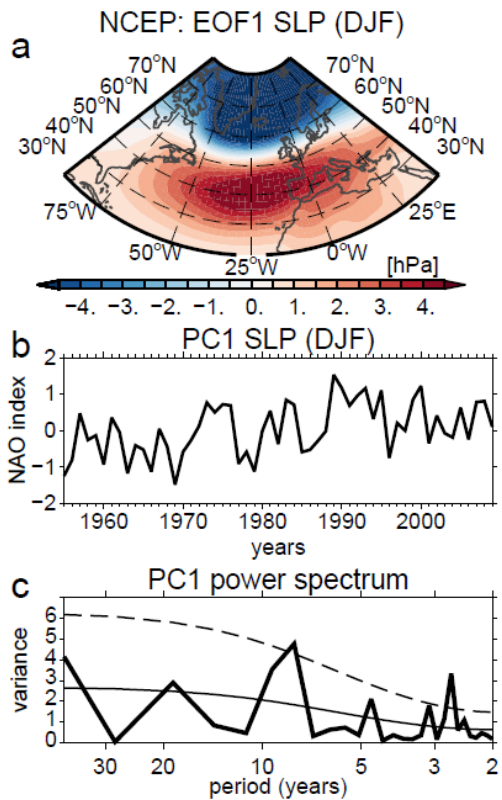 NCEP: EOF1 SLP (DJF)
a
70°N 70°N
60°N 60°N
50°N 50°N
40°N 40°N
30°N 30°N
75°W 25°E
50°W 0°W
25°W
[hPa]
−4. −3. −2. −1. 0. 1. 2. 3. 4.
b PC1 SLP (DJF)
2
1
0
−1
−2
NAO index
1960 1970 1980 1990 2000
years
c PC1 power spectrum
6
5
4
3
2
1
0
variance
30 20 10 5 3 2
period (years)